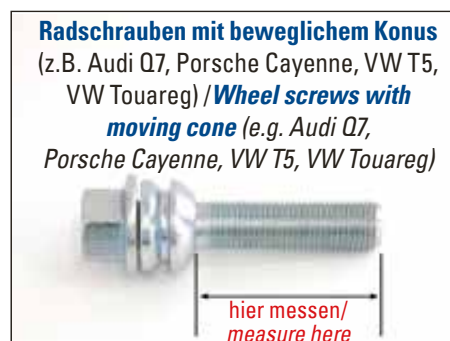 Radschrauben mit beweglichem Konus
(z.B. Audi Q7, Porsche Cayenne, VW T5,
VW Touareg) / Wheel screws with
moving cone (e.g. Audi Q7,
Porsche Cayenne, VW T5, VW Touareg)
hier messen/
measure here